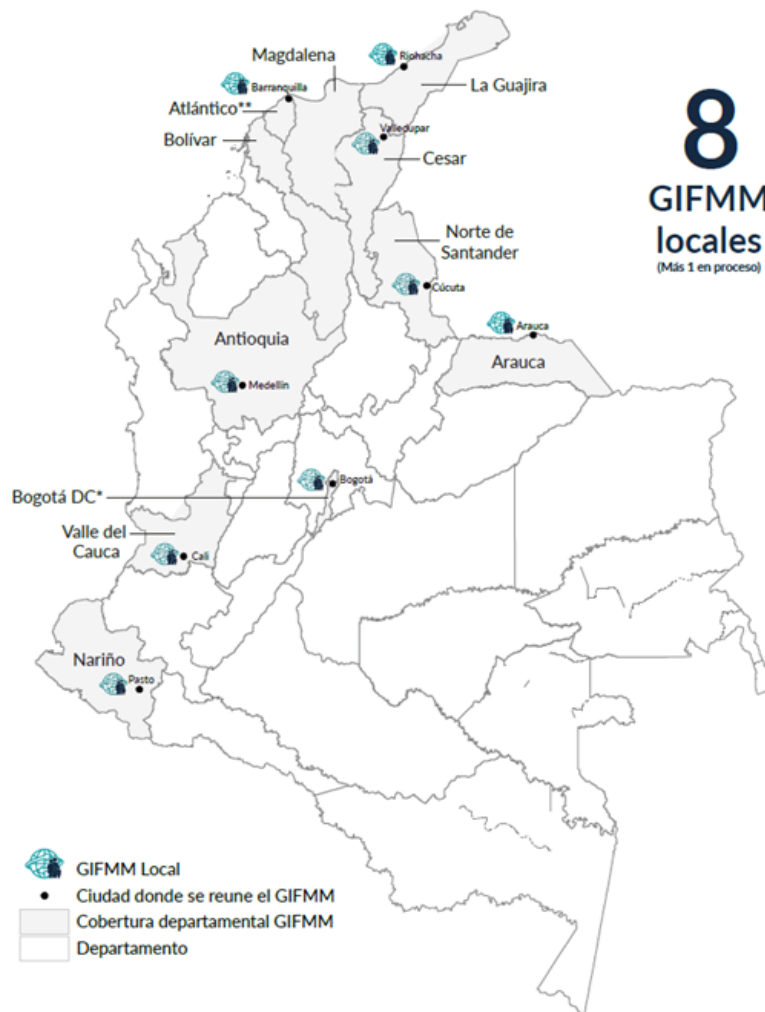 Magdalena
Riohacha
Barranquilla
La Guajira
Atlántico**
Bolívar
Valledupar
Cesar
8
GIFMM
locales
(Más 1 en proceso)
Norte de
Santander
Cúcuta
Arauca
Antioquia
Arauca
Medellín
Bogotá
Bogotá DC*
Valle del
Cauca
Cali
Nariño
Pasto
GIFMM Local
Ciudad donde se reune el GIFMM
Cobertura departamental GIFMM
Departamento